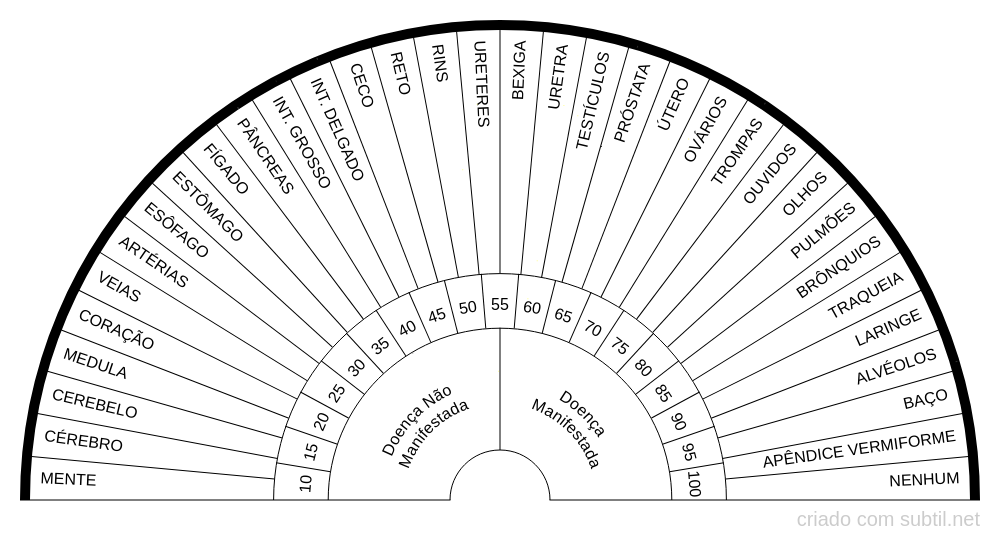 MENTE
CÉREBRO
CEREBELO
MEDULA
CORAÇÃO
VEIAS
ARTÉRIAS
ESÔFAGO
ESTÔMAGO
FÍGADO
PÂNCREAS
INT. GROSSO
INT. DELGADO
CECO
RETO
RINS
URETERES
BEXIGA
URETRA
TESTÍCULOS
PRÓSTATA
ÚTERO
OVÁRIOS
TROMPAS
OUVIDOS
OLHOS
PULMÕES
BRÔNQUIOS
TRAQUEIA
LARINGE
ALVÉOLOS
BAÇO
APÊNDICE VERMIFORME
NENHUM
10
15
20
25
30
35
40
45
50
55
60
65
70
75
80
85
90
95
100
Doença Não
Manifestada
Doença
Manifestada
criado com subtil.net